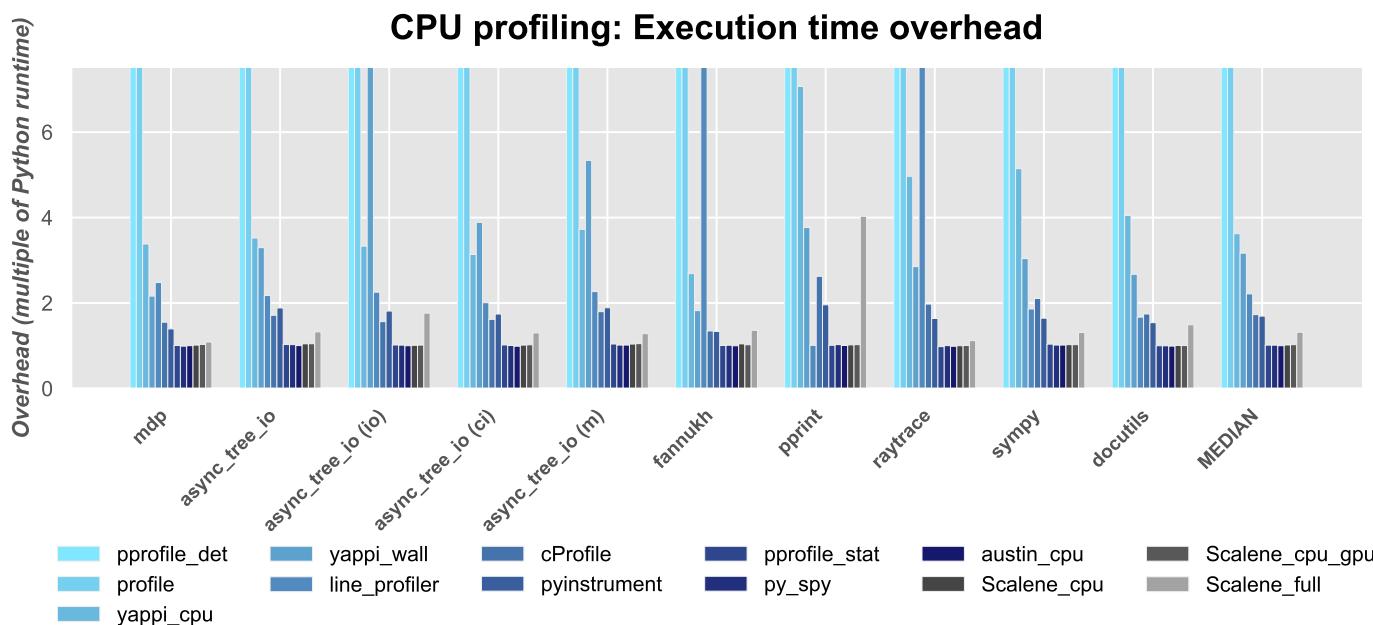 CPU profiling: Execution time overhead
Overhead (multiple of Python runtime)
6
4
2
0
mdp
async_tree_io
async_tree_io (io)
async_tree_io (ci)
async_tree_io (m)
fannukh
pprint
raytrace
sympy
docutils
MEDIAN
pprofile_det yappi_wall cProfile pprofile_stat austin_cpu Scalene_cpu_gpu
profile line_profiler pyinstrument py_spy Scalene_cpu Scalene_full
yappi_cpu